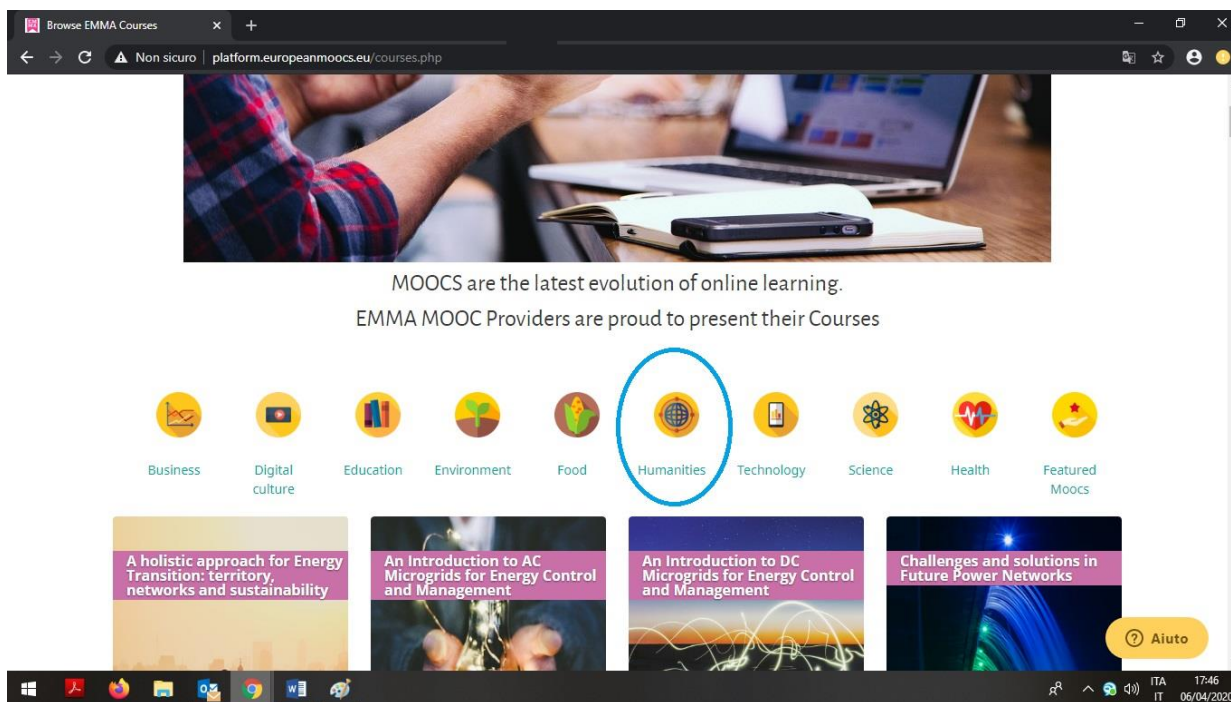 Browse EMMA Courses
Non sicuro | platform.europeanmoocs.eu/courses.php
MOOCS are the latest evolution of online learning.
EMMA MOOC Providers are proud to present their Courses
Business
Digital
culture
Education
Environment
Food
Humanities
Technology
Science
Health
Featured
Moocs
A holistic approach for Energy
Transition: territory,
networks and sustainability
An Introduction to AC
Microgrids for Energy Control
and Management
An Introduction to DC
Microgrids for Energy Control
and Management
Challenges and solutions in
Future Power Networks
Aiuto
ITA
IT
17:46
06/04/2020